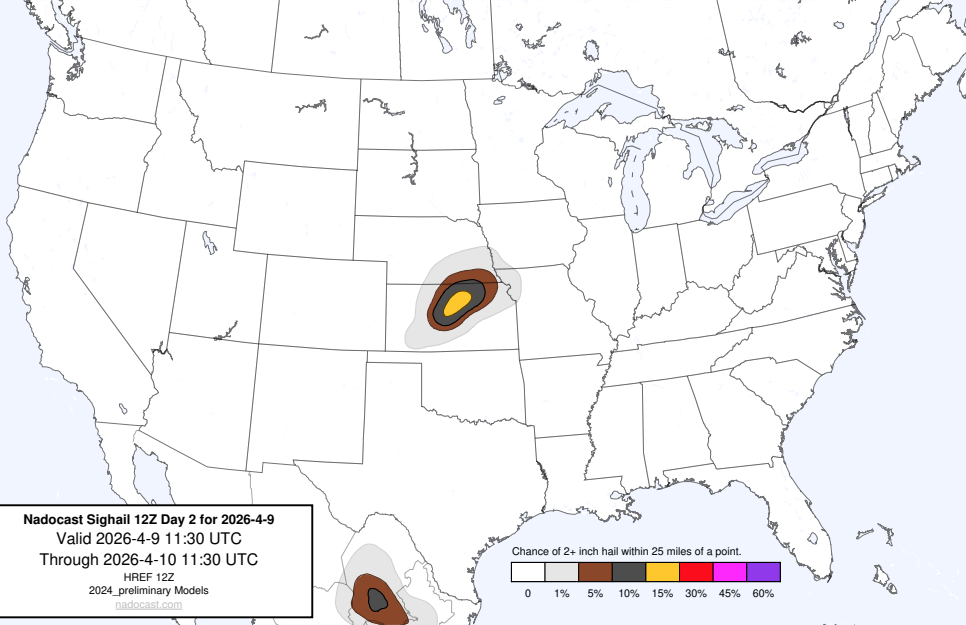 Nadocast Sighail 12Z Day 2 for 2026-4-9
Valid 2026-4-9 11:30 UTC
Through 2026-4-10 11:30 UTC
HREF 12Z
2024_preliminary Models
nadocast.com
Chance of 2+ inch hail within 25 miles of a point.
0 1% 5% 10% 15% 30% 45% 60%